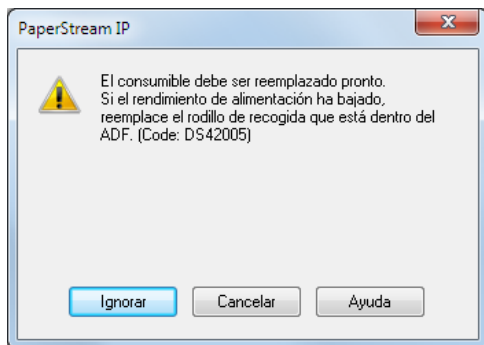 PaperStream IP
El consumible debe ser reemplazado pronto.
Si el rendimiento de alimentación ha bajado,
reemplace el rodillo de recogida que está dentro del
ADF. (Code: DS42005)
Ignorar Cancelar Ayuda